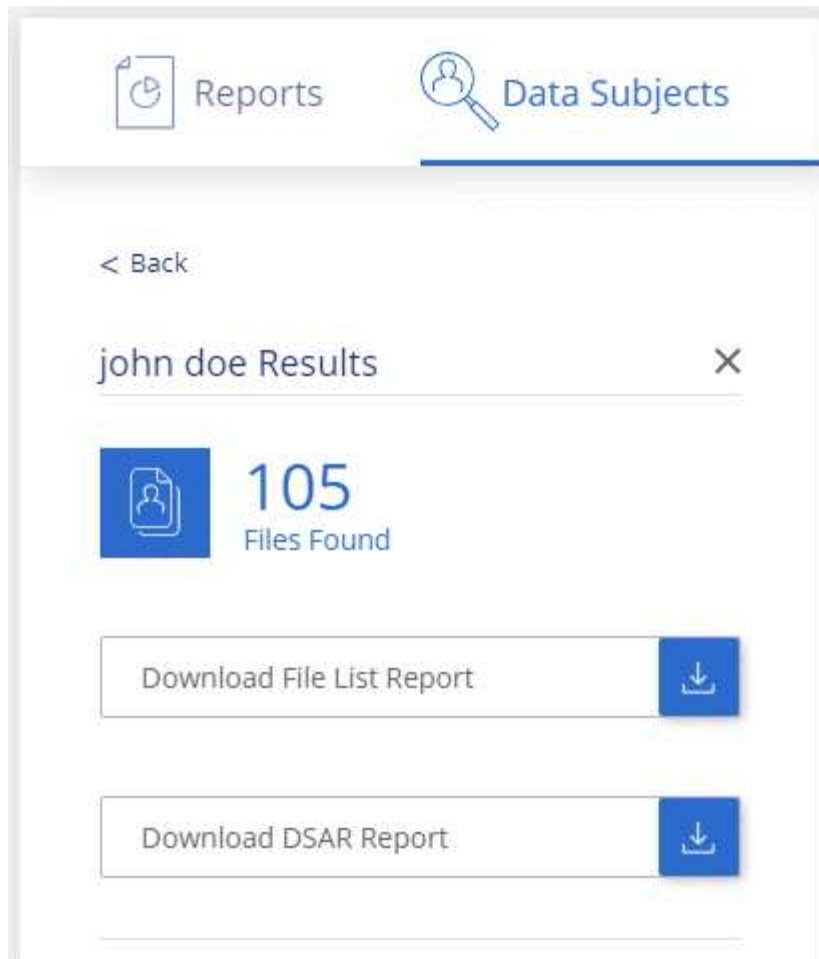 Reports
Data Subjects
< Back
john doe Results
105
Files Found
Download File List Report
Download DSAR Report